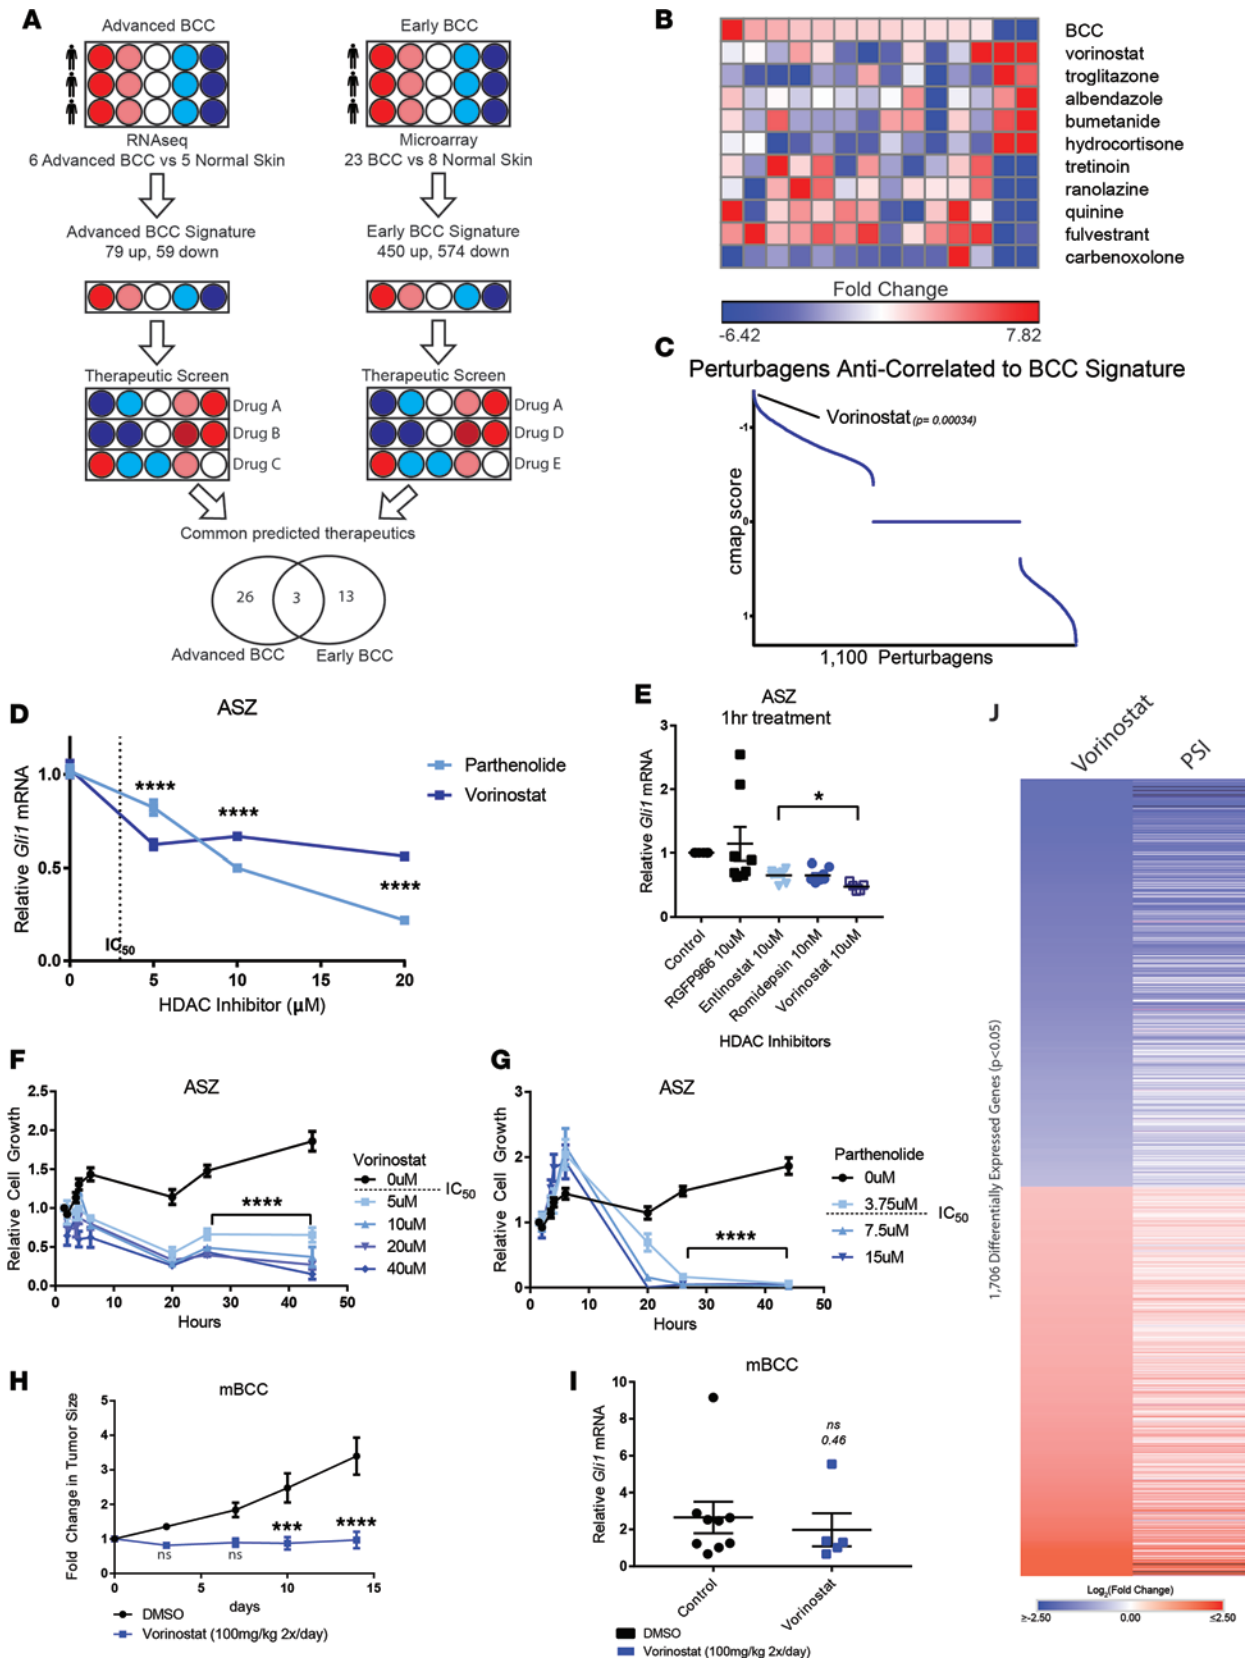 A
Advanced BCC
Early BCC
RNAseq
6 Advanced BCC vs 5 Normal Skin
Microarray
23 BCC vs 8 Normal Skin
Advanced BCC Signature
79 up, 59 down
Early BCC Signature
450 up, 574 down
Therapeutic Screen
Drug A
Drug B
Drug C
Therapeutic Screen
Drug A
Drug D
Drug E
Common predicted therapeutics
26
3
13
Advanced BCC
Early BCC
B
BCC
vorinostat
troglitazone
albendazole
bumetanide
hydrocortisone
tretinoin
ranolazine
quinine
fulvestrant
carbenoxolone
Fold Change
-6.42
7.82
C
Perturbagens Anti-Correlated to BCC Signature
Vorinostat (p= 0.00034)
cmap score
-1
0
1
1,100 Perturbagens
D
ASZ
Relative Gli1 mRNA
1.0
0.5
0.0
****
****
****
IC50
0
5
10
15
20
HDAC Inhibitor (µM)
Parthenolide
Vorinostat
E
ASZ
1hr treatment
Relative Gli1 mRNA
3
2
1
0
*
Control
RGFP966 10uM
Entinostat 10uM
Romidepsin 10nM
Vorinostat 10uM
HDAC Inhibitors
F
ASZ
Relative Cell Growth
2.5
2.0
1.5
1.0
0.5
0.0
****
0
10
20
30
40
50
Hours
Vorinostat
0uM
IC50
5uM
10uM
20uM
40uM
G
ASZ
Relative Cell Growth
3
2
1
0
****
0
10
20
30
40
50
Hours
Parthenolide
0uM
3.75uM
IC50
7.5uM
15uM
H
mBCC
Fold Change in Tumor Size
5
4
3
2
1
0
ns
ns
***
****
0
5
10
15
days
DMSO
Vorinostat (100mg/kg 2x/day)
I
mBCC
Relative Gli1 mRNA
10
8
6
4
2
0
ns
0.46
Control
Vorinostat
DMSO
Vorinostat (100mg/kg 2x/day)
J
Vorinostat
PSI
1,706 Differentially Expressed Genes (p<0.05)
Log2(Fold Change)
≥-2.50
0.00
≤2.50